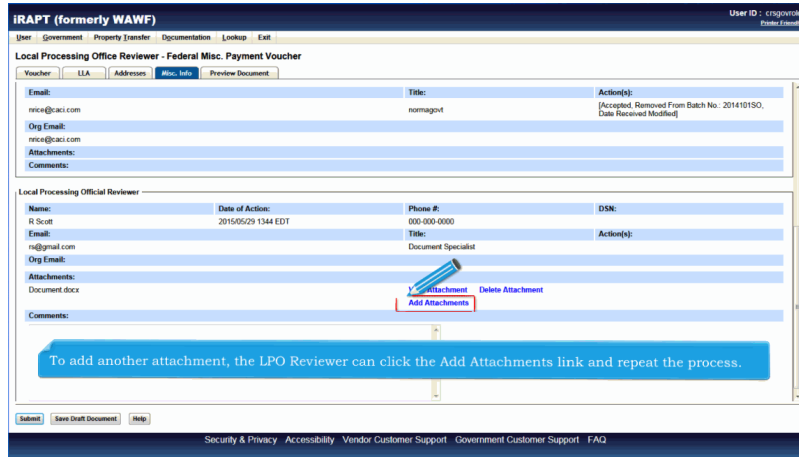 User ID : crsgovrol
iRAPT (formerly WAWF)
Printer Friend
User Government Property Transfer Documentation Lookup Exit
Local Processing Office Reviewer - Federal Misc. Payment Voucher
Voucher LLA Addresses Misc. Info Preview Document
Email: Title: Action(s):
nrice@caci.com normagovt [Accepted, Removed From Batch No.: 2014101SO,
Date Received Modified]
Org Email:
nrice@caci.com
Attachments:
Comments:
Local Processing Official Reviewer
Name: Date of Action: Phone #: DSN:
R Scott 2015/05/29 1344 EDT 000-000-0000
Email: Title: Action(s):
rs@gmail.com Document Specialist
Org Email:
Attachments:
Document.docx Attachment Delete Attachment
Add Attachments
Comments:
To add another attachment, the LPO Reviewer can click the Add Attachments link and repeat the process.
Submit Save Draft Document Help
Security & Privacy Accessibility Vendor Customer Support Government Customer Support FAQ